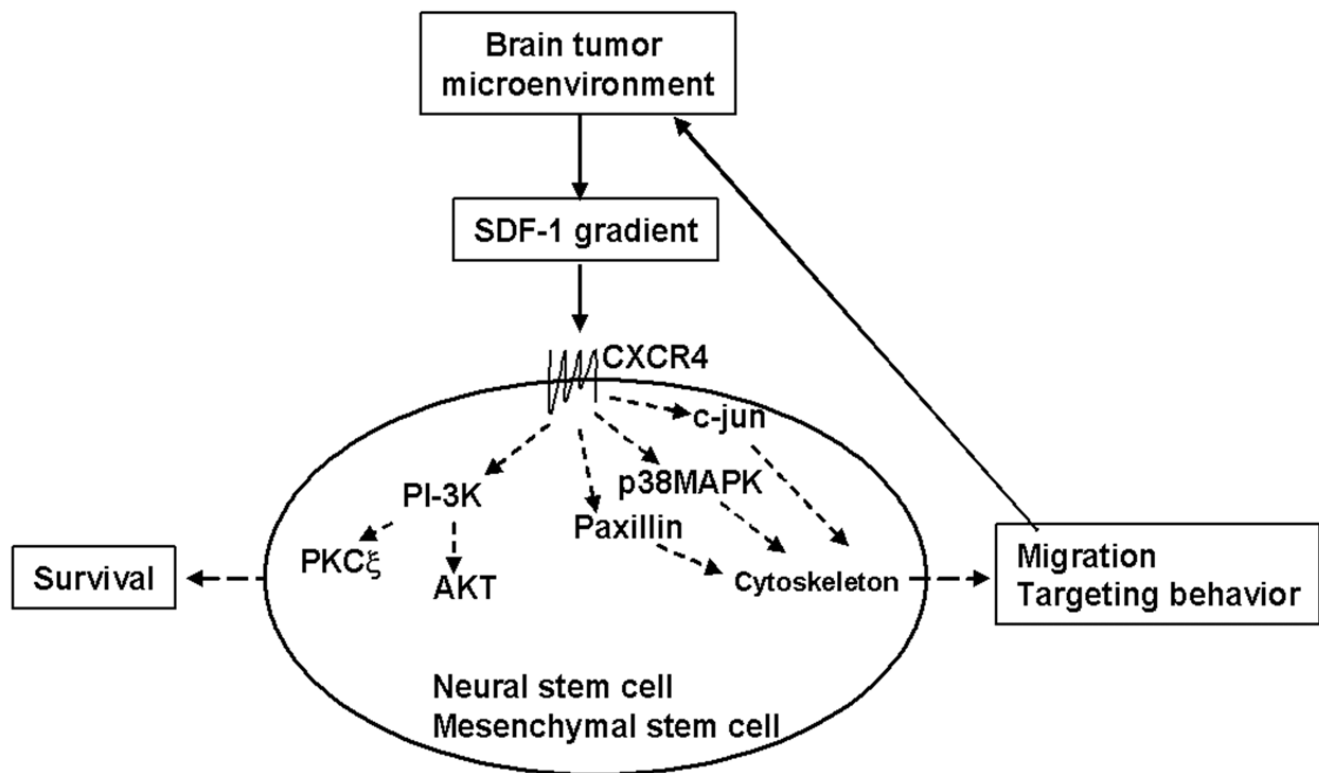 Brain tumor
microenvironment
SDF-1 gradient
CXCR4
c-jun
p38MAPK
PI-3K
Paxillin
PKCξ
AKT
Cytoskeleton
Survival
Migration
Targeting behavior
Neural stem cell
Mesenchymal stem cell